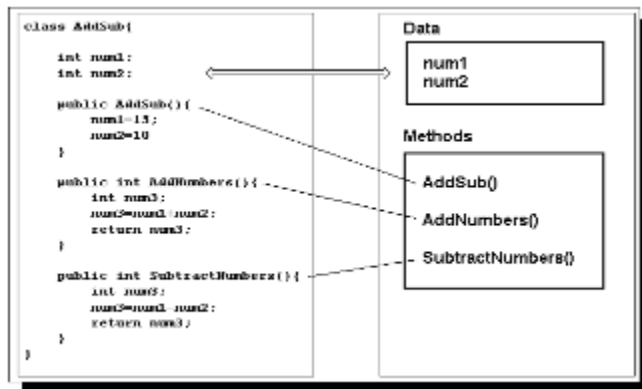 class AddSub{
int num1;
int num2;
public AddSub(){
num1=15;
num2=10
}
public int AddNumbers(){
int num3;
num3=num1+num2;
return num3;
}
public int SubtractNumbers(){
int num3;
num3=num1-num2;
return num3;
}
}
Data
num1
num2
Methods
AddSub()
AddNumbers()
SubtractNumbers()